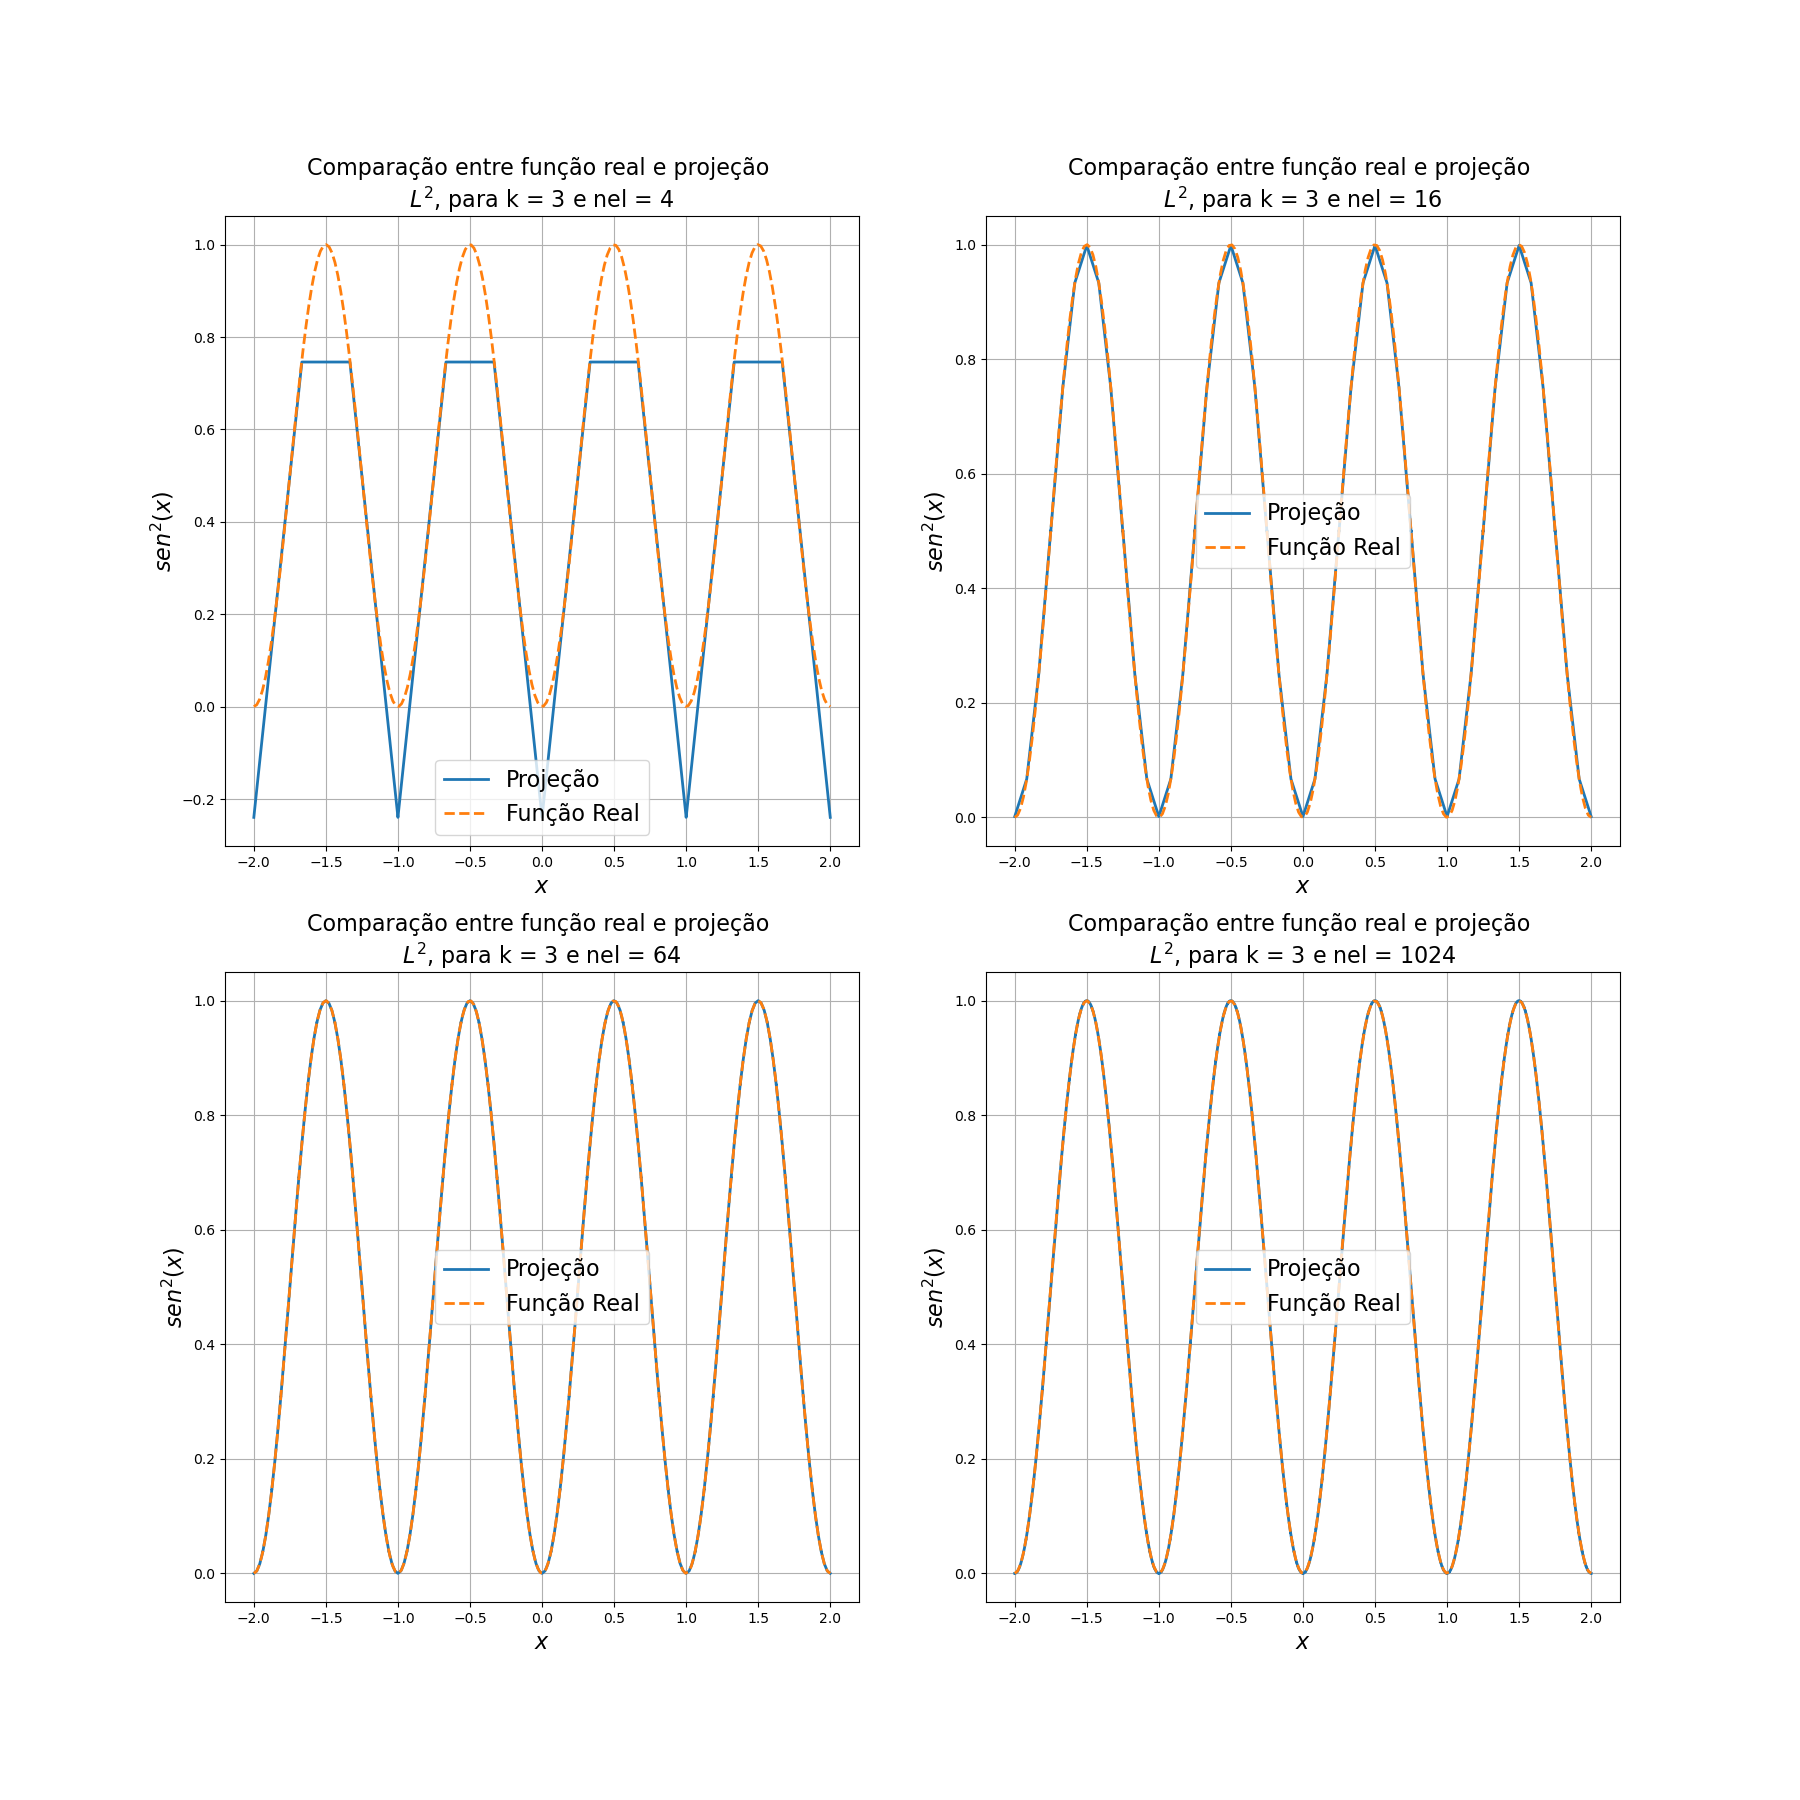 Comparação entre função real e projeção
L², para k = 3 e nel = 4
1.0
0.8
0.6
0.4
0.2
0.0
−0.2
sen²(x)
Projeção
Função Real
−2.0 −1.5 −1.0 −0.5 0.0 0.5 1.0 1.5 2.0
x
Comparação entre função real e projeção
L², para k = 3 e nel = 16
1.0
0.8
0.6
0.4
0.2
0.0
sen²(x)
Projeção
Função Real
−2.0 −1.5 −1.0 −0.5 0.0 0.5 1.0 1.5 2.0
x
Comparação entre função real e projeção
L², para k = 3 e nel = 64
1.0
0.8
0.6
0.4
0.2
0.0
sen²(x)
Projeção
Função Real
−2.0 −1.5 −1.0 −0.5 0.0 0.5 1.0 1.5 2.0
x
Comparação entre função real e projeção
L², para k = 3 e nel = 1024
1.0
0.8
0.6
0.4
0.2
0.0
sen²(x)
Projeção
Função Real
−2.0 −1.5 −1.0 −0.5 0.0 0.5 1.0 1.5 2.0
x